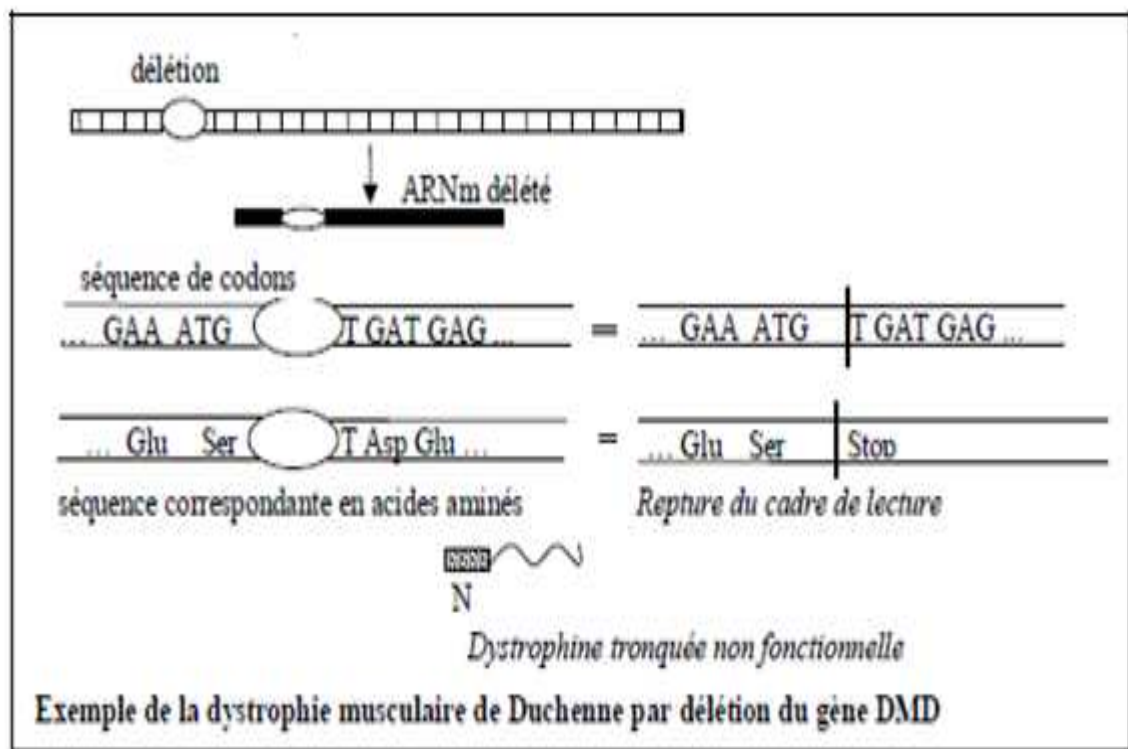 délétion
ARNm délété
séquence de codons
... GAA ATG T GAT GAG ... = ... GAA ATG T GAT GAG ...
... Glu Ser T Asp Glu ... = ... Glu Ser Stop
séquence correspondante en acides aminés Repture du cadre de lecture
N
Dystrophine tronquée non fonctionnelle
Exemple de la dystrophie musculaire de Duchenne par délétion du gène DMD